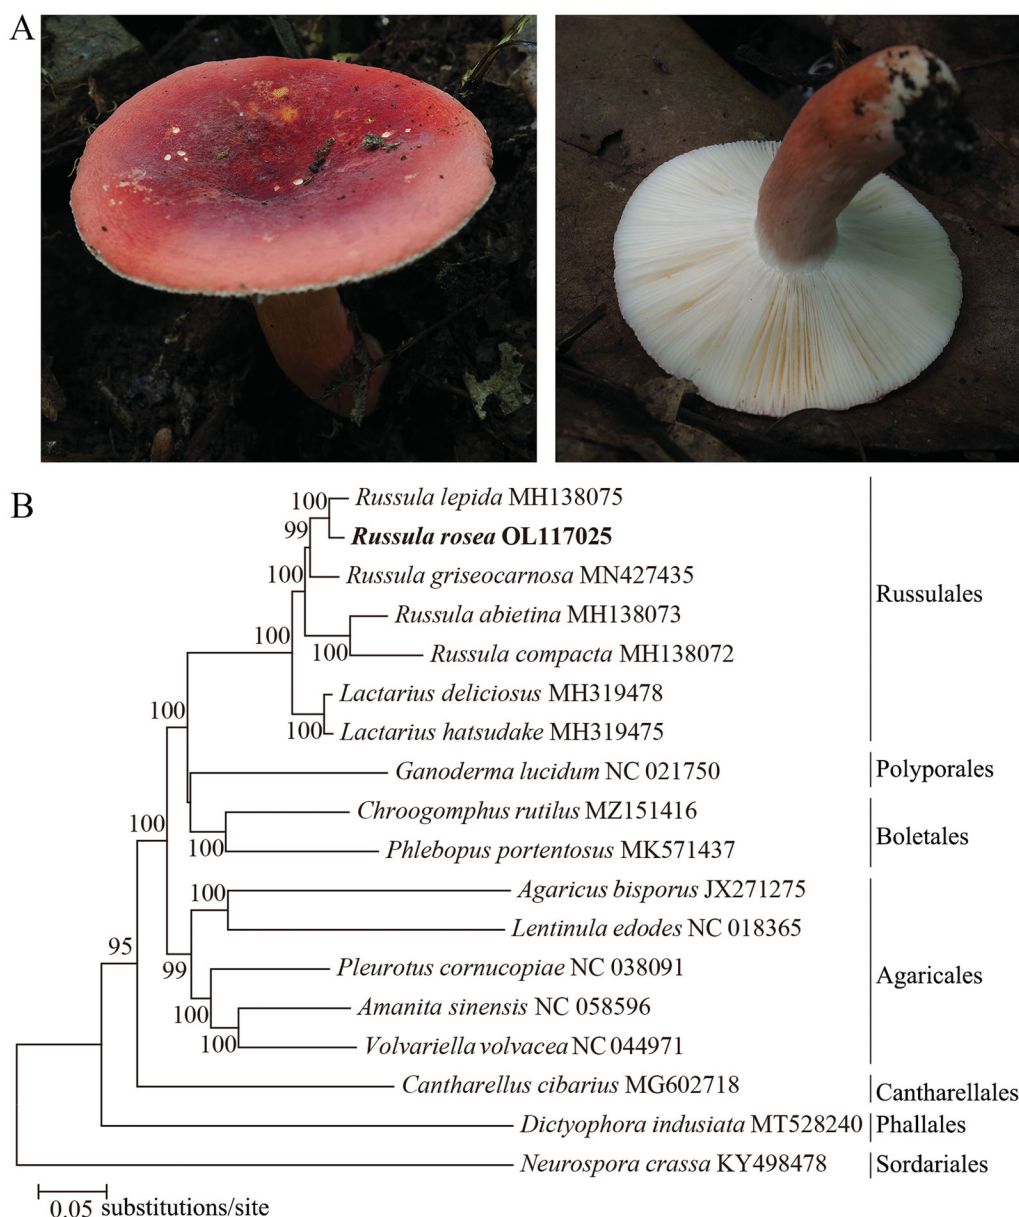 A
B
100
Russula lepida MH138075
99
Russula rosea OL117025
100
Russula griseocarnosa MN427435
Russulales
Russula abietina MH138073
100
100
Russula compacta MH138072
Lactarius deliciosus MH319478
100
100
Lactarius hatsudake MH319475
Ganoderma lucidum NC 021750
Polyporales
100
Chroogomphus rutilus MZ151416
Boletales
100
Phlebopus portentosus MK571437
100
Agaricus bisporus JX271275
Lentinula edodes NC 018365
95
99
Pleurotus cornucopiae NC 038091
Agaricales
100
Amanita sinensis NC 058596
100
Volvariella volvacea NC 044971
Cantharellus cibarius MG602718
Cantharellales
Dictyophora indusiata MT528240
Phallales
Neurospora crassa KY498478
Sordariales
0.05 substitutions/site